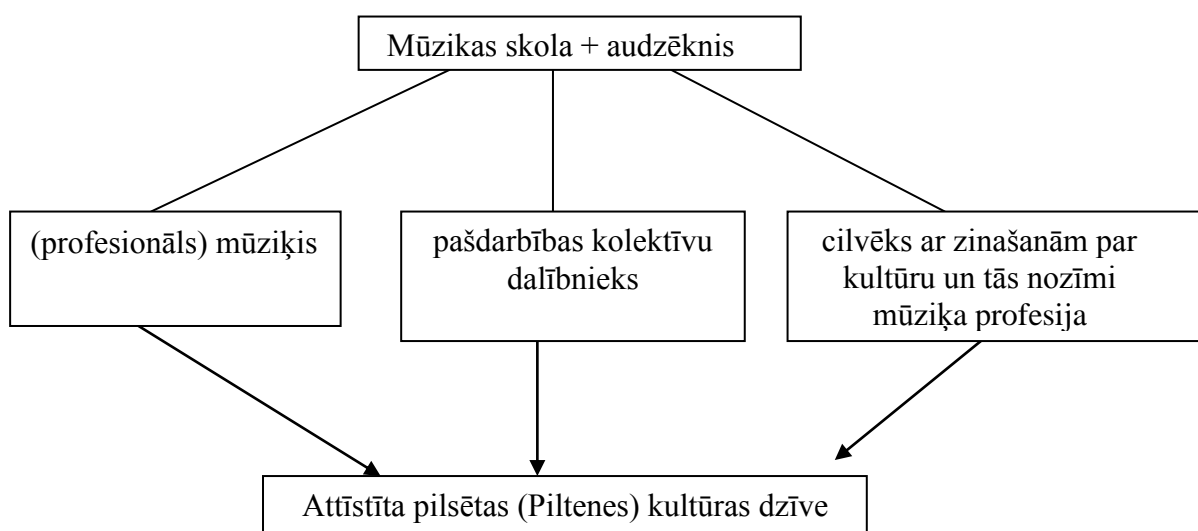 Mūzikas skola + audzēknis
(profesionāls) mūziķis
pašdarbības kolektīvu
dalībnieks
cilvēks ar zinašanām par
kultūru un tās nozīmi
mūziķa profesija
Attīstīta pilsētas (Piltenes) kultūras dzīve